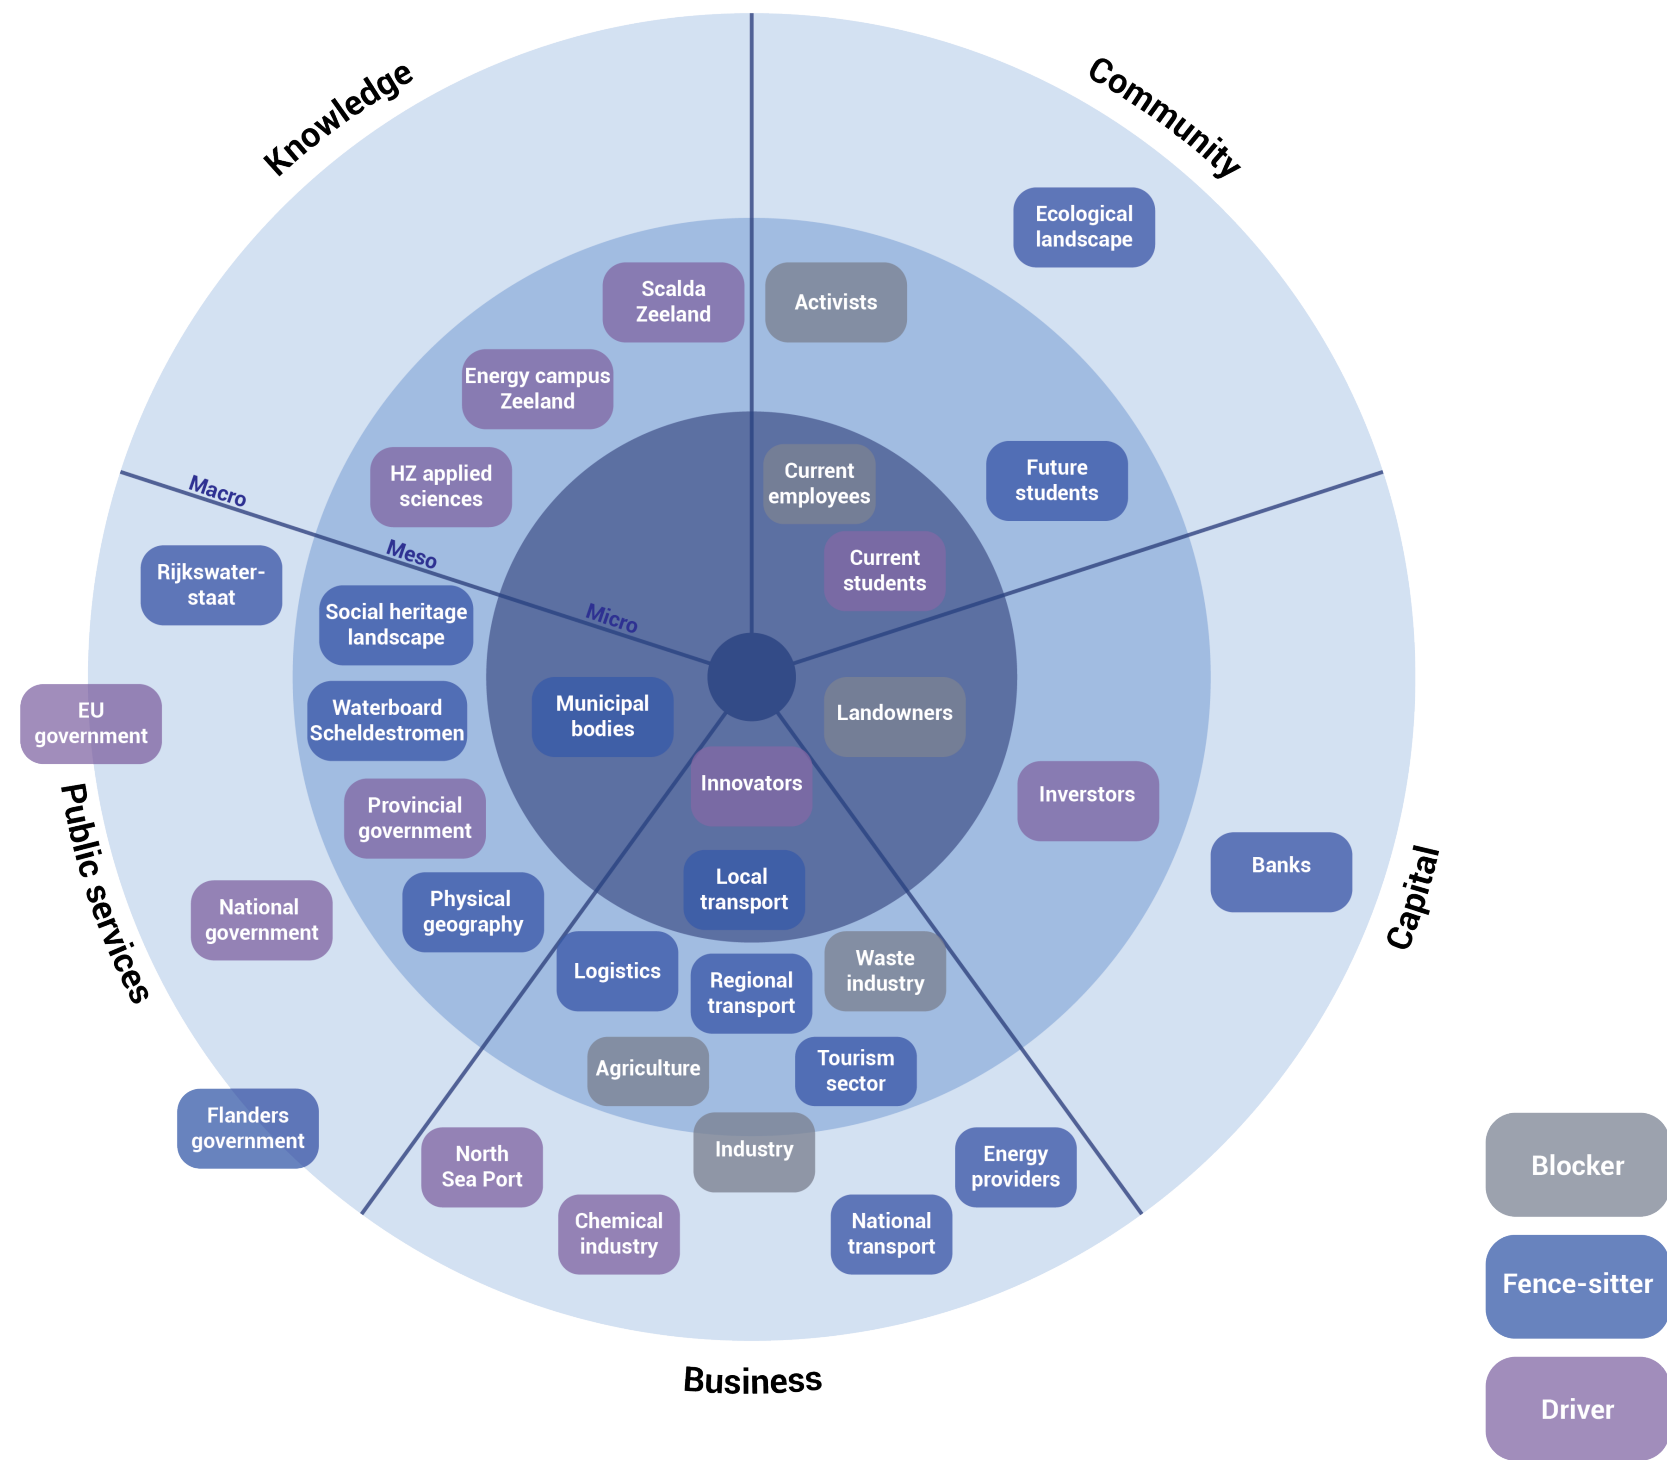 Knowledge
Community
Ecological
landscape
Scalda
Zeeland
Activists
Energy campus
Zeeland
HZ applied
sciences
Current
employees
Future
students
Macro
Meso
Micro
Current
students
Rijkswater-
staat
Social heritage
landscape
EU
government
Waterboard
Scheldestromen
Municipal
bodies
Landowners
Innovators
Inverstors
Provincial
government
Public services
Banks
Capital
National
government
Physical
geography
Local
transport
Logistics
Regional
transport
Waste
industry
Agriculture
Tourism
sector
Flanders
government
North
Sea Port
Industry
Energy
providers
Chemical
industry
National
transport
Business
Blocker
Fence-sitter
Driver